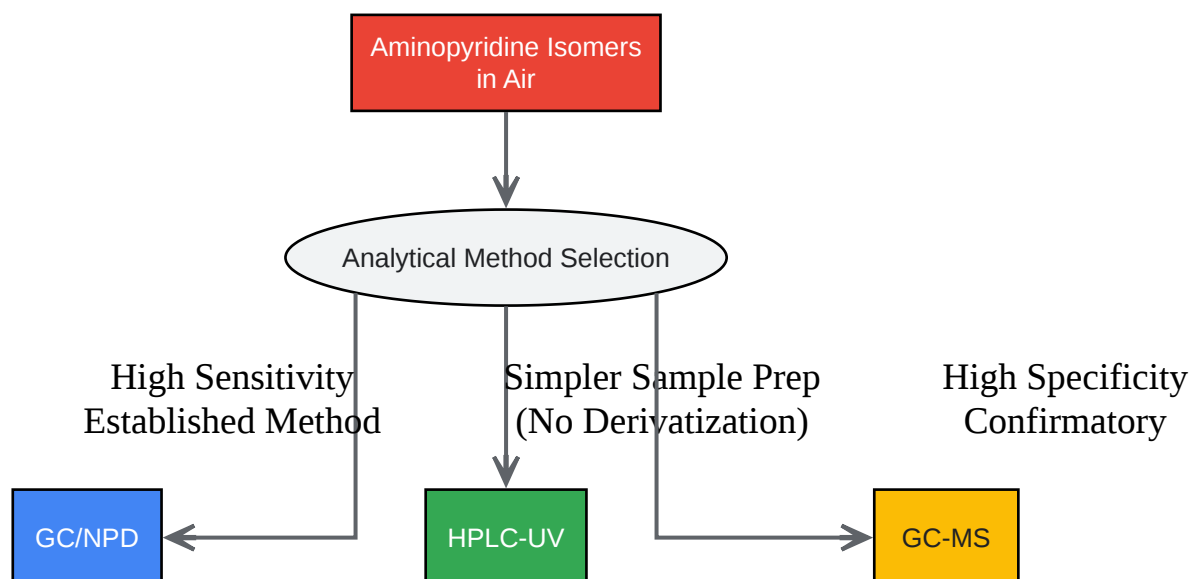 Aminopyridine Isomers
in Air
Analytical Method Selection
High Sensitivity
Established Method
Simpler Sample Prep
(No Derivatization)
High Specificity
Confirmatory
GC/NPD
HPLC-UV
GC-MS